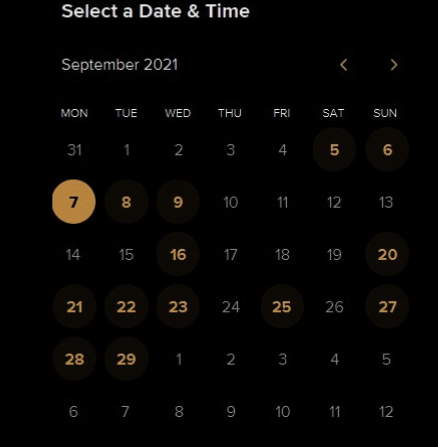 Select a Date & Time
September 2021
MON TUE WED THU FRI SAT SUN
31 1 2 3 4 5 6
7 8 9 10 11 12 13
14 15 16 17 18 19 20
21 22 23 24 25 26 27
28 29 1 2 3 4 5
6 7 8 9 10 11 12